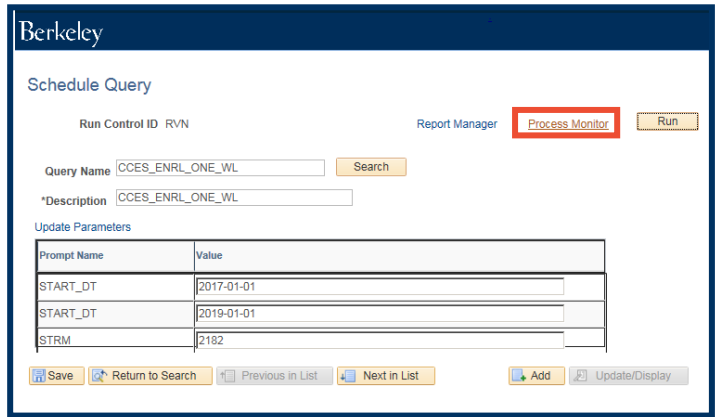 Berkeley
Schedule Query
Run Control ID RVN
Report Manager
Process Monitor
Run
Query Name CCES_ENRL_ONE_WL
Search
*Description CCES_ENRL_ONE_WL
Update Parameters
Prompt Name Value
START_DT 2017-01-01
START_DT 2019-01-01
STRM 2182
Save Return to Search Previous in List Next in List Add Update/Display